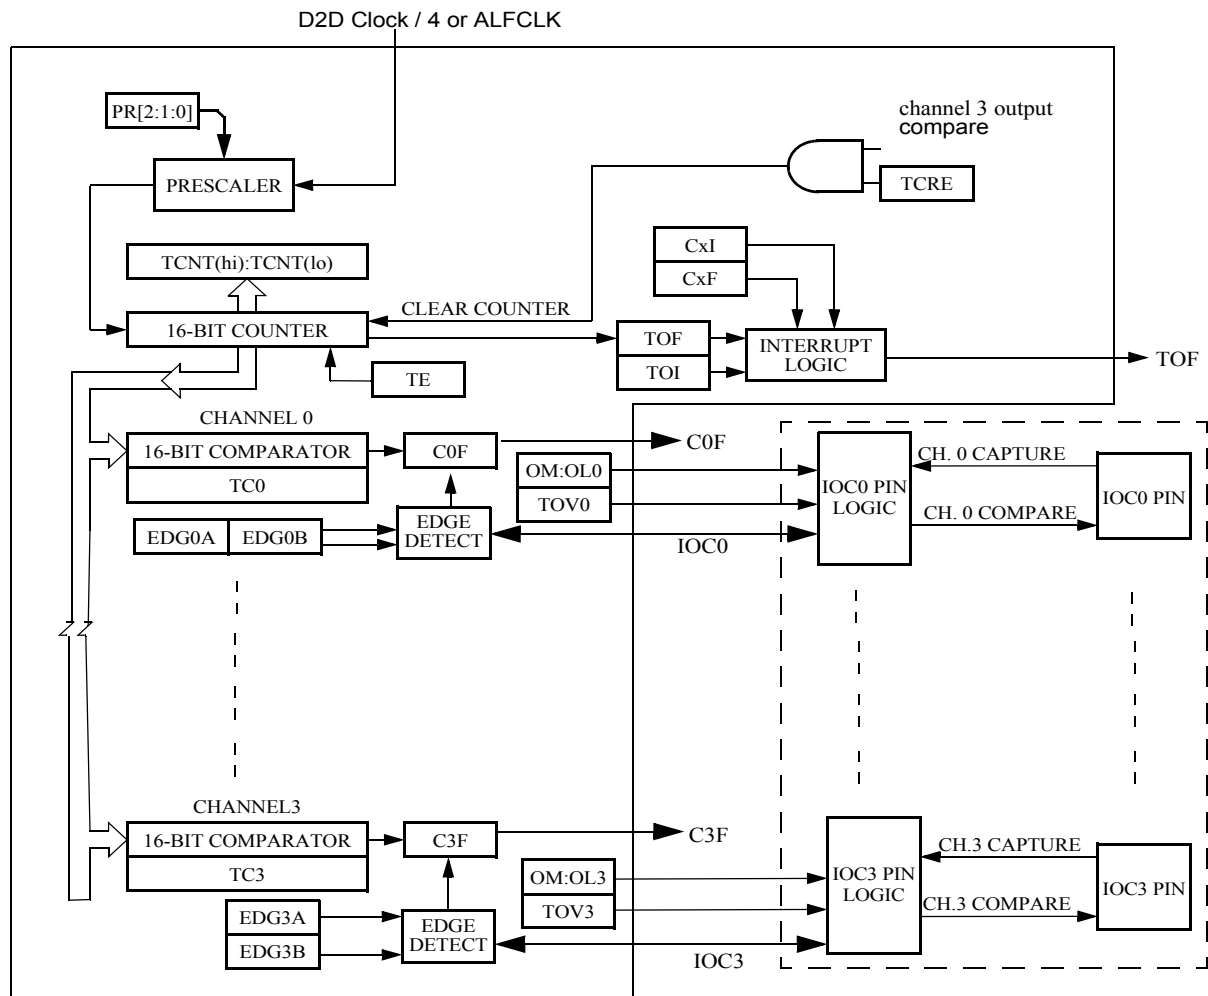 D2D Clock / 4 or ALFCLK
PR[2:1:0]
channel 3 output
compare
PRESCALER
TCRE
TCNT(hi):TCNT(lo)
CxI
CxF
CLEAR COUNTER
16-BIT COUNTER
TOF
TOI
INTERRUPT
LOGIC
TOF
TE
CHANNEL 0
16-BIT COMPARATOR
TC0
C0F
C0F
OM:OL0
TOV0
IOC0 PIN
LOGIC
CH. 0 CAPTURE
CH. 0 COMPARE
IOC0 PIN
EDG0A
EDG0B
EDGE
DETECT
IOC0
CHANNEL3
16-BIT COMPARATOR
TC3
C3F
C3F
OM:OL3
TOV3
IOC3 PIN
LOGIC
CH.3 CAPTURE
CH.3 COMPARE
IOC3 PIN
EDG3A
EDG3B
EDGE
DETECT
IOC3